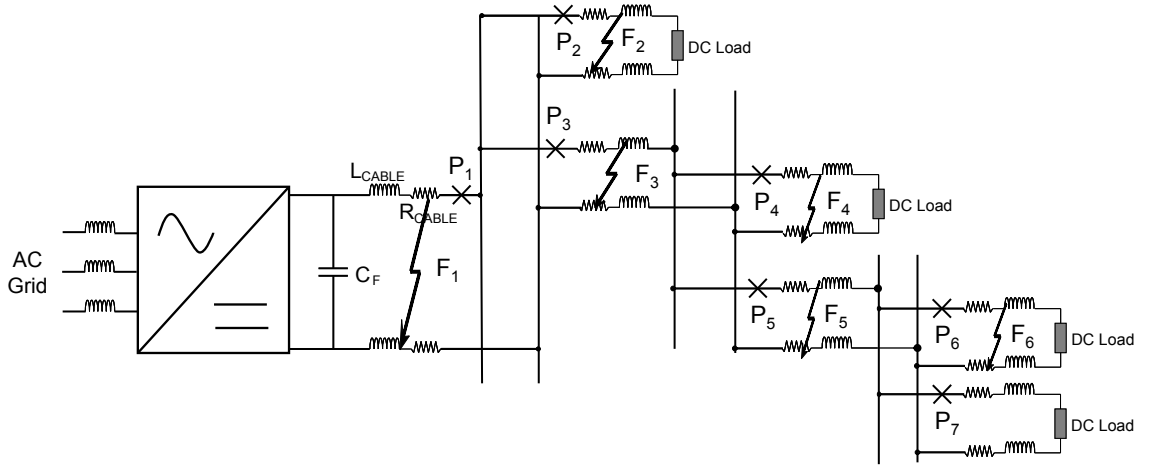 P2
F2
DC Load
P3
F3
LCABLE
P1
RCABLE
P4
F4
DC Load
AC
Grid
CF
F1
P5
F5
P6
F6
DC Load
P7
DC Load